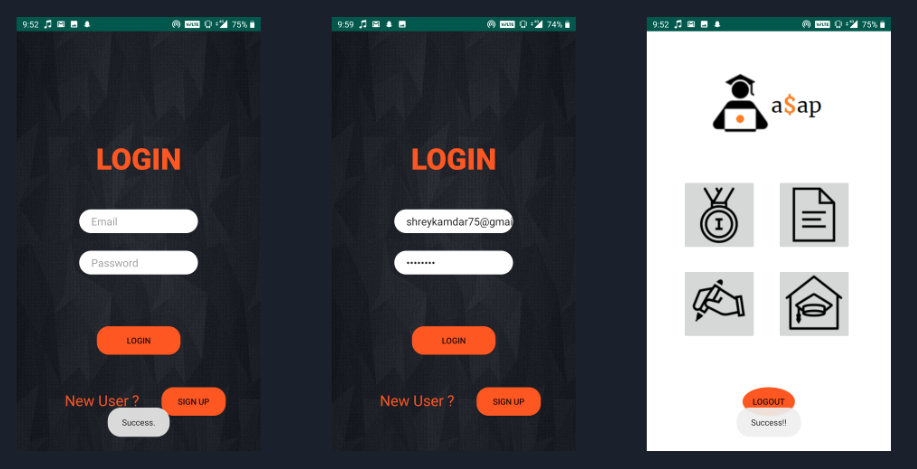 9:52
75%
LOGIN
Email
Password
LOGIN
New User ?
SIGN UP
Success.
9:59
74%
LOGIN
shreykamdar75@gmai
••••••••
LOGIN
New User ?
SIGN UP
9:52
75%
a$ap
I
LOGOUT
Success!!